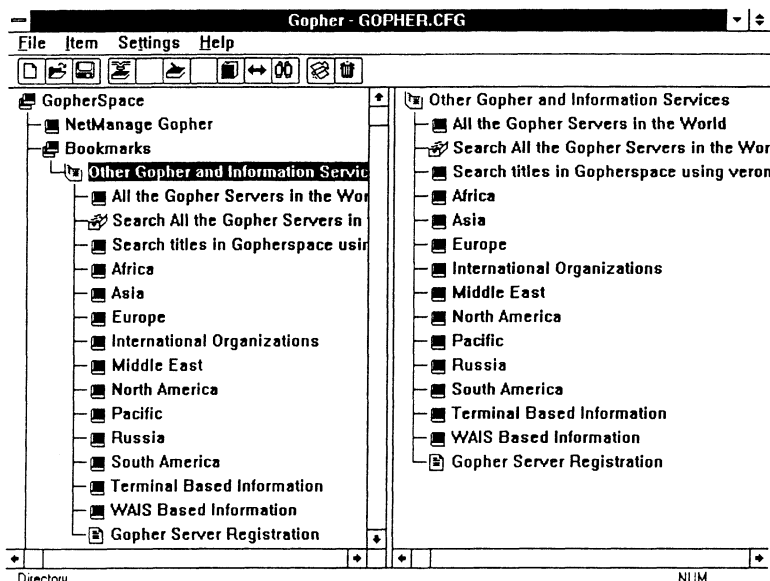 Gopher - GOPHER.CFG
File Item Settings Help
GopherSpace
NetManage Gopher
Bookmarks
Other Gopher and Information Servic
All the Gopher Servers in the Wor
Search All the Gopher Servers in
Search titles in Gopherspace usin
Africa
Asia
Europe
International Organizations
Middle East
North America
Pacific
Russia
South America
Terminal Based Information
WAIS Based Information
Gopher Server Registration
Other Gopher and Information Services
All the Gopher Servers in the World
Search All the Gopher Servers in the Wor
Search titles in Gopherspace using veron
Africa
Asia
Europe
International Organizations
Middle East
North America
Pacific
Russia
South America
Terminal Based Information
WAIS Based Information
Gopher Server Registration
Directory NUM